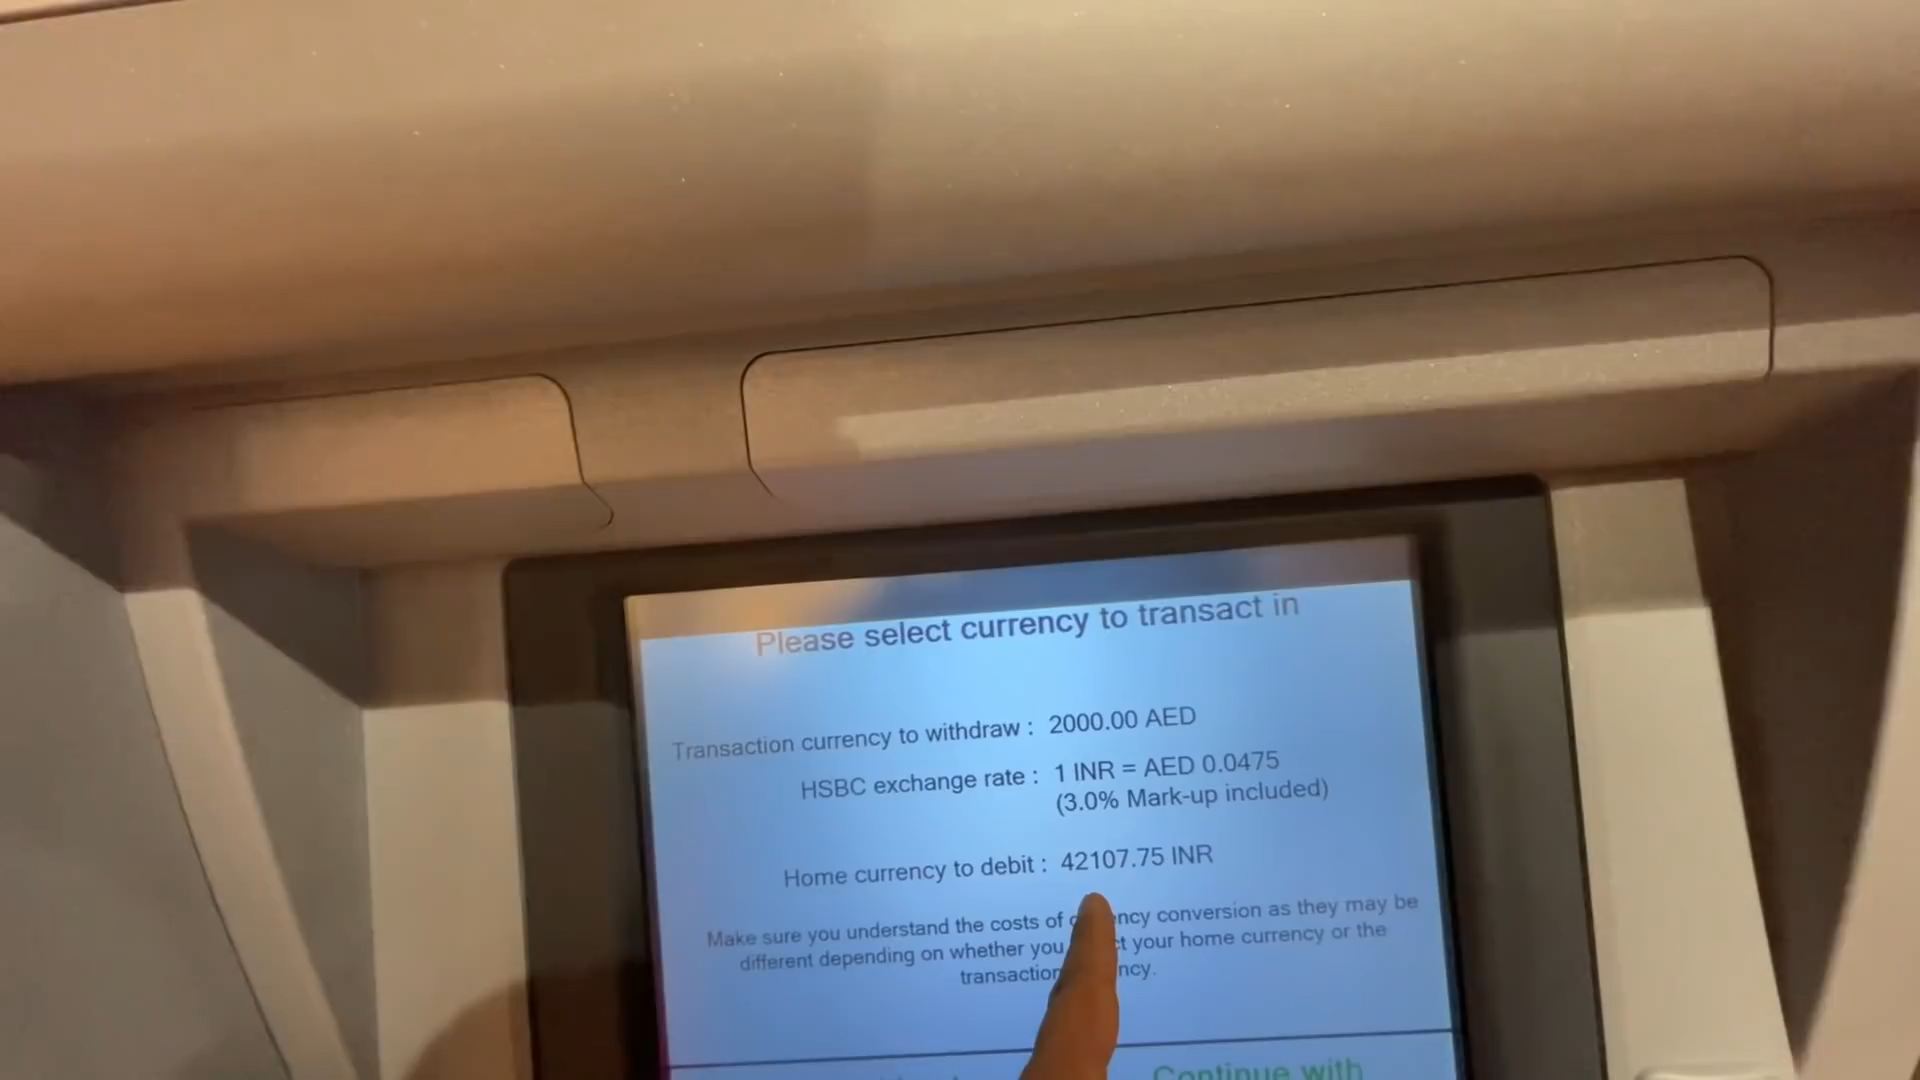 Please select currency to transact in
Transaction currency to withdraw : 2000.00 AED
HSBC exchange rate : 1 INR = AED 0.0475
(3.0% Mark-up included)
Home currency to debit : 42107.75 INR
Make sure you understand the costs of conversion as they may be
different depending on whether you your home currency or the
transaction
Continue with